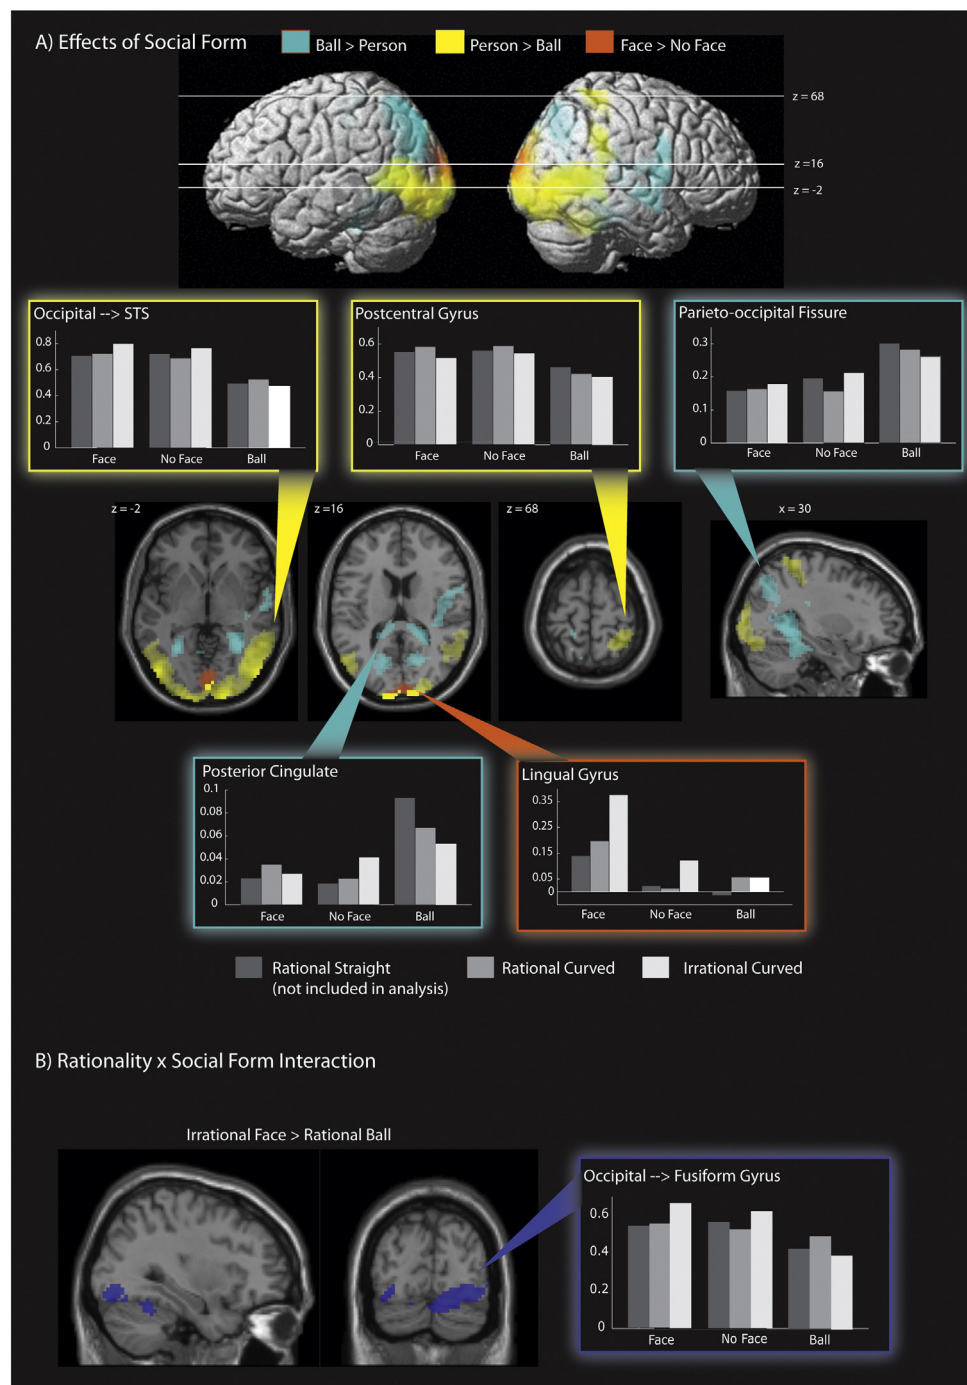 A) Effects of Social Form
Ball > Person
Person > Ball
Face > No Face
z = 68
z =16
z = -2
Occipital --> STS
0.8
0.6
0.4
0.2
0
Face
No Face
Ball
Postcentral Gyrus
0.6
0.4
0.2
0
Face
No Face
Ball
Parieto-occipital Fissure
0.3
0.2
0.1
0
Face
No Face
Ball
z = -2
z =16
z = 68
x = 30
Posterior Cingulate
0.1
0.08
0.06
0.04
0.02
0
Face
No Face
Ball
Lingual Gyrus
0.35
0.25
0.15
0.05
0
Face
No Face
Ball
Rational Straight
(not included in analysis)
Rational Curved
Irrational Curved
B) Rationality x Social Form Interaction
Irrational Face > Rational Ball
Occipital --> Fusiform Gyrus
0.6
0.4
0.2
0
Face
No Face
Ball